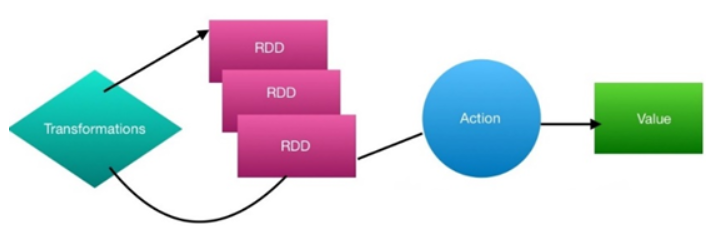 RDD
RDD
RDD
Transformations
Action
Value